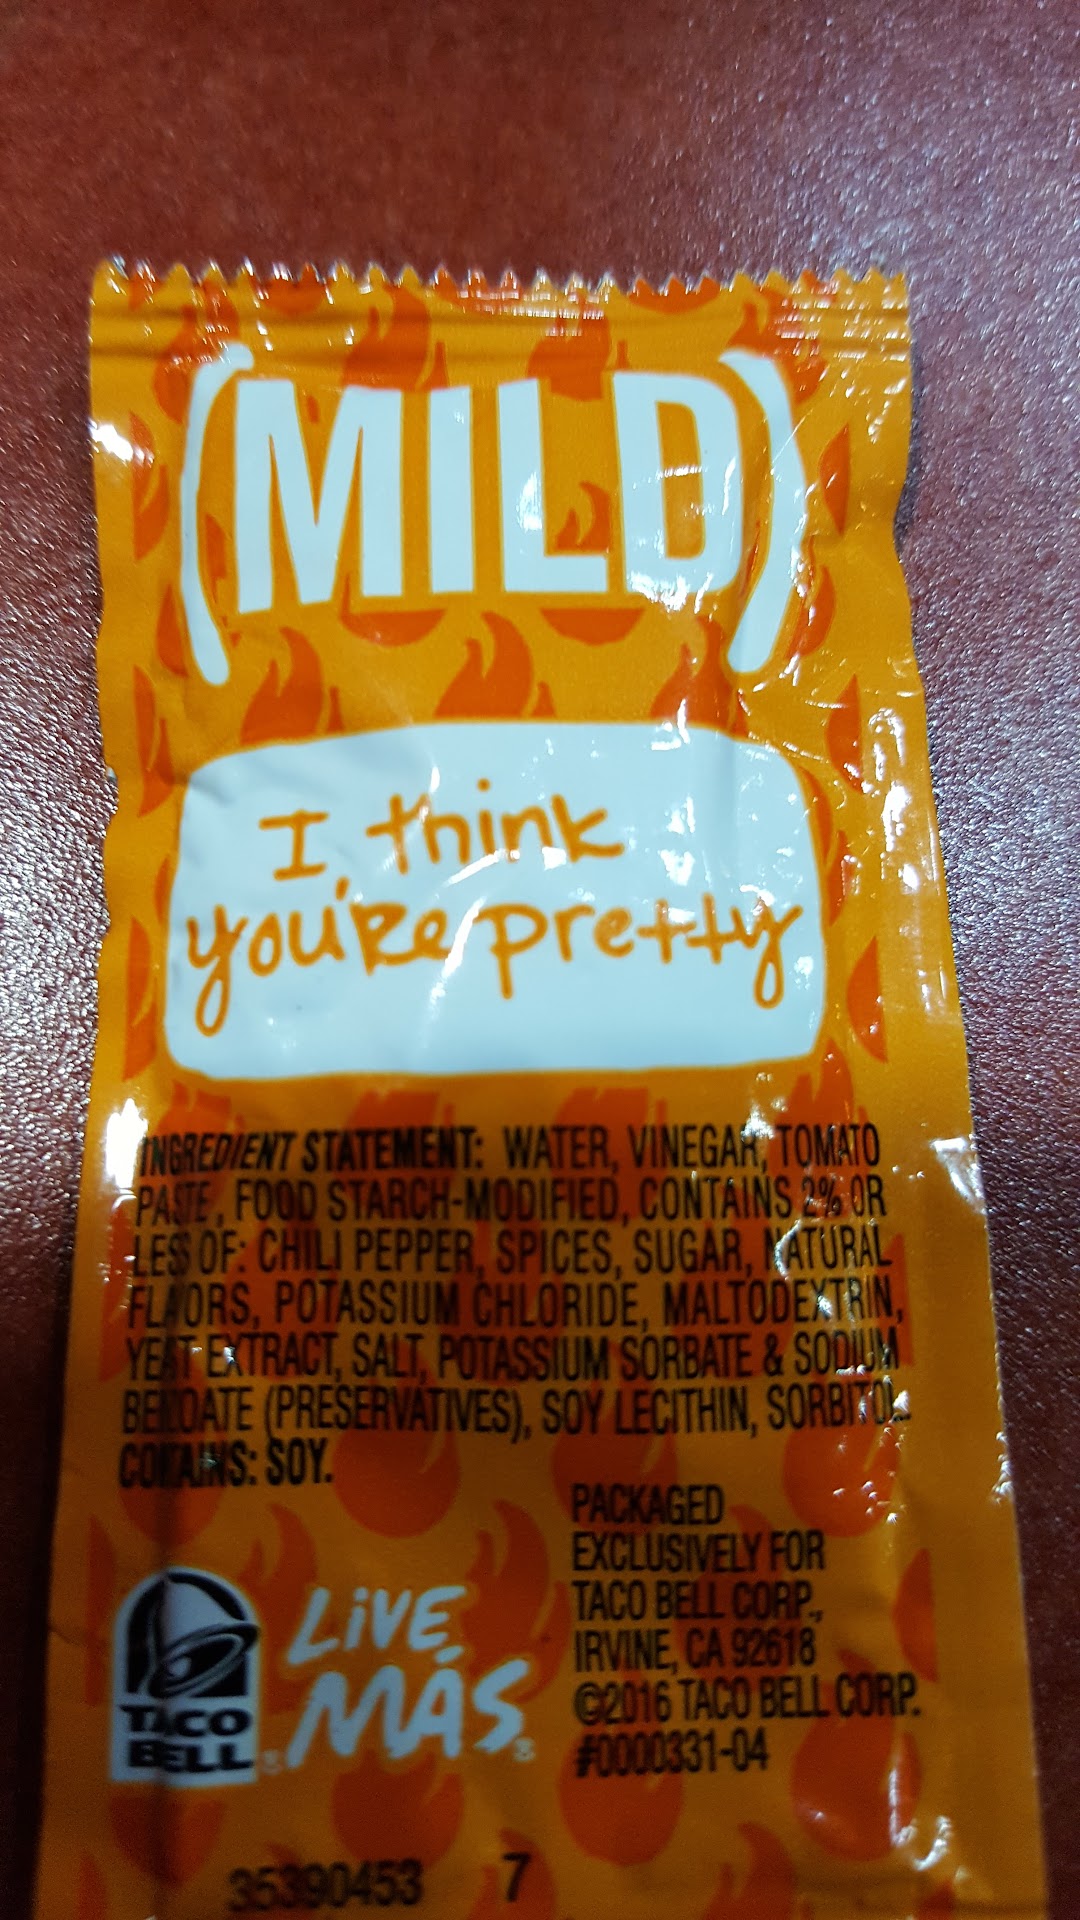 (MILD)
I think
you're pretty
INGREDIENT STATEMENT: WATER, VINEGAR, TOMATO
PASTE, FOOD STARCH-MODIFIED, CONTAINS 2% OR
LESS OF: CHILI PEPPER, SPICES, SUGAR, NATURAL
FLAVORS, POTASSIUM CHLORIDE, MALTODEXTRIN,
YEAST EXTRACT, SALT, POTASSIUM SORBATE & SODIUM
BENZOATE (PRESERVATIVES), SOY LECITHIN, SORBITOL.
CONTAINS: SOY.
PACKAGED
EXCLUSIVELY FOR
TACO BELL CORP.,
IRVINE, CA 92618
©2016 TACO BELL CORP.
#0000331-04
TACO
BELL®
LIVE
MÁS®
35390453 7